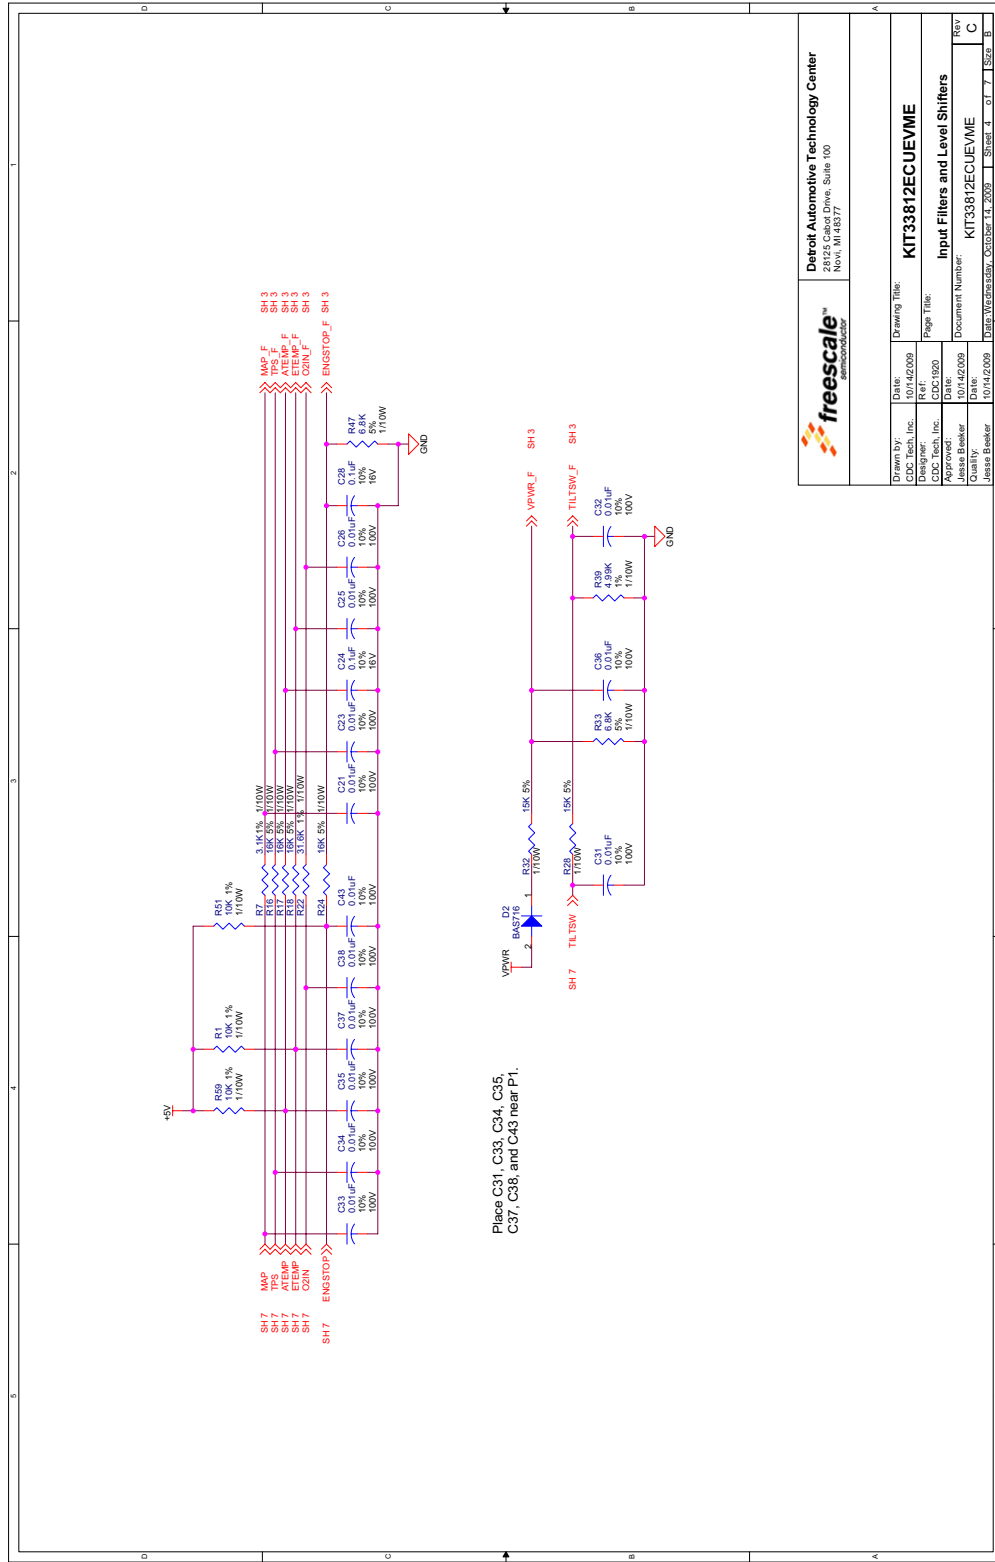 5
4
3
2
1
D
C
B
A
D
C
B
A
+5V
R59
10K 1%
1/10W
R1
10K 1%
1/10W
R51
10K 1%
1/10W
SH 7 MAP
SH 7 TPS
SH 7 ATEMP
SH 7 ETEMP
SH 7 O2IN
SH 7 ENGSTOP
R7 3.1K1% 1/10W
R16 16K 5% 1/10W
R17 16K 5% 1/10W
R18 16K 5% 1/10W
R22 31.6K 1% 1/10W
R24 16K 5% 1/10W
MAP_F SH 3
TPS_F SH 3
ATEMP_F SH 3
ETEMP_F SH 3
O2IN_F SH 3
ENGSTOP_F SH 3
C33
0.01uF
10%
100V
C34
0.01uF
10%
100V
C35
0.01uF
10%
100V
C37
0.01uF
10%
100V
C38
0.01uF
10%
100V
C43
0.01uF
10%
100V
C21
0.01uF
10%
100V
C23
0.01uF
10%
100V
C24
0.1uF
10%
16V
C25
0.01uF
10%
100V
C26
0.01uF
10%
100V
C28
0.1uF
10%
16V
R47
6.8K
5%
1/10W
GND
Place C31, C33, C34, C35,
C37, C38, and C43 near P1.
VPWR
D2
BAS716
2
1
R32 15K 5%
1/10W
VPWR_F SH 3
SH 7 TILTSW
R28 15K 5%
1/10W
TILTSW_F SH 3
C31
0.01uF
10%
100V
R33
6.8K
5%
1/10W
C36
0.01uF
10%
100V
R39
4.99K
1%
1/10W
C32
0.01uF
10%
100V
GND
freescale™
semiconductor
Detroit Automotive Technology Center
28125 Cabot Drive, Suite 100
Novi, MI 48377
Drawn by:
CDC Tech, Inc.
Date:
10/14/2009
Drawing Title:
KIT33812ECUEVME
Designer:
CDC Tech, Inc.
Ref:
CDC1920
Page Title:
Input Filters and Level Shifters
Approved:
Jesse Beeker
Date:
10/14/2009
Document Number:
KIT33812ECUEVME
Rev
C
Quality:
Jesse Beeker
Date:
10/14/2009
Date:Wednesday, October 14, 2009
Sheet 4 of 7
Size B